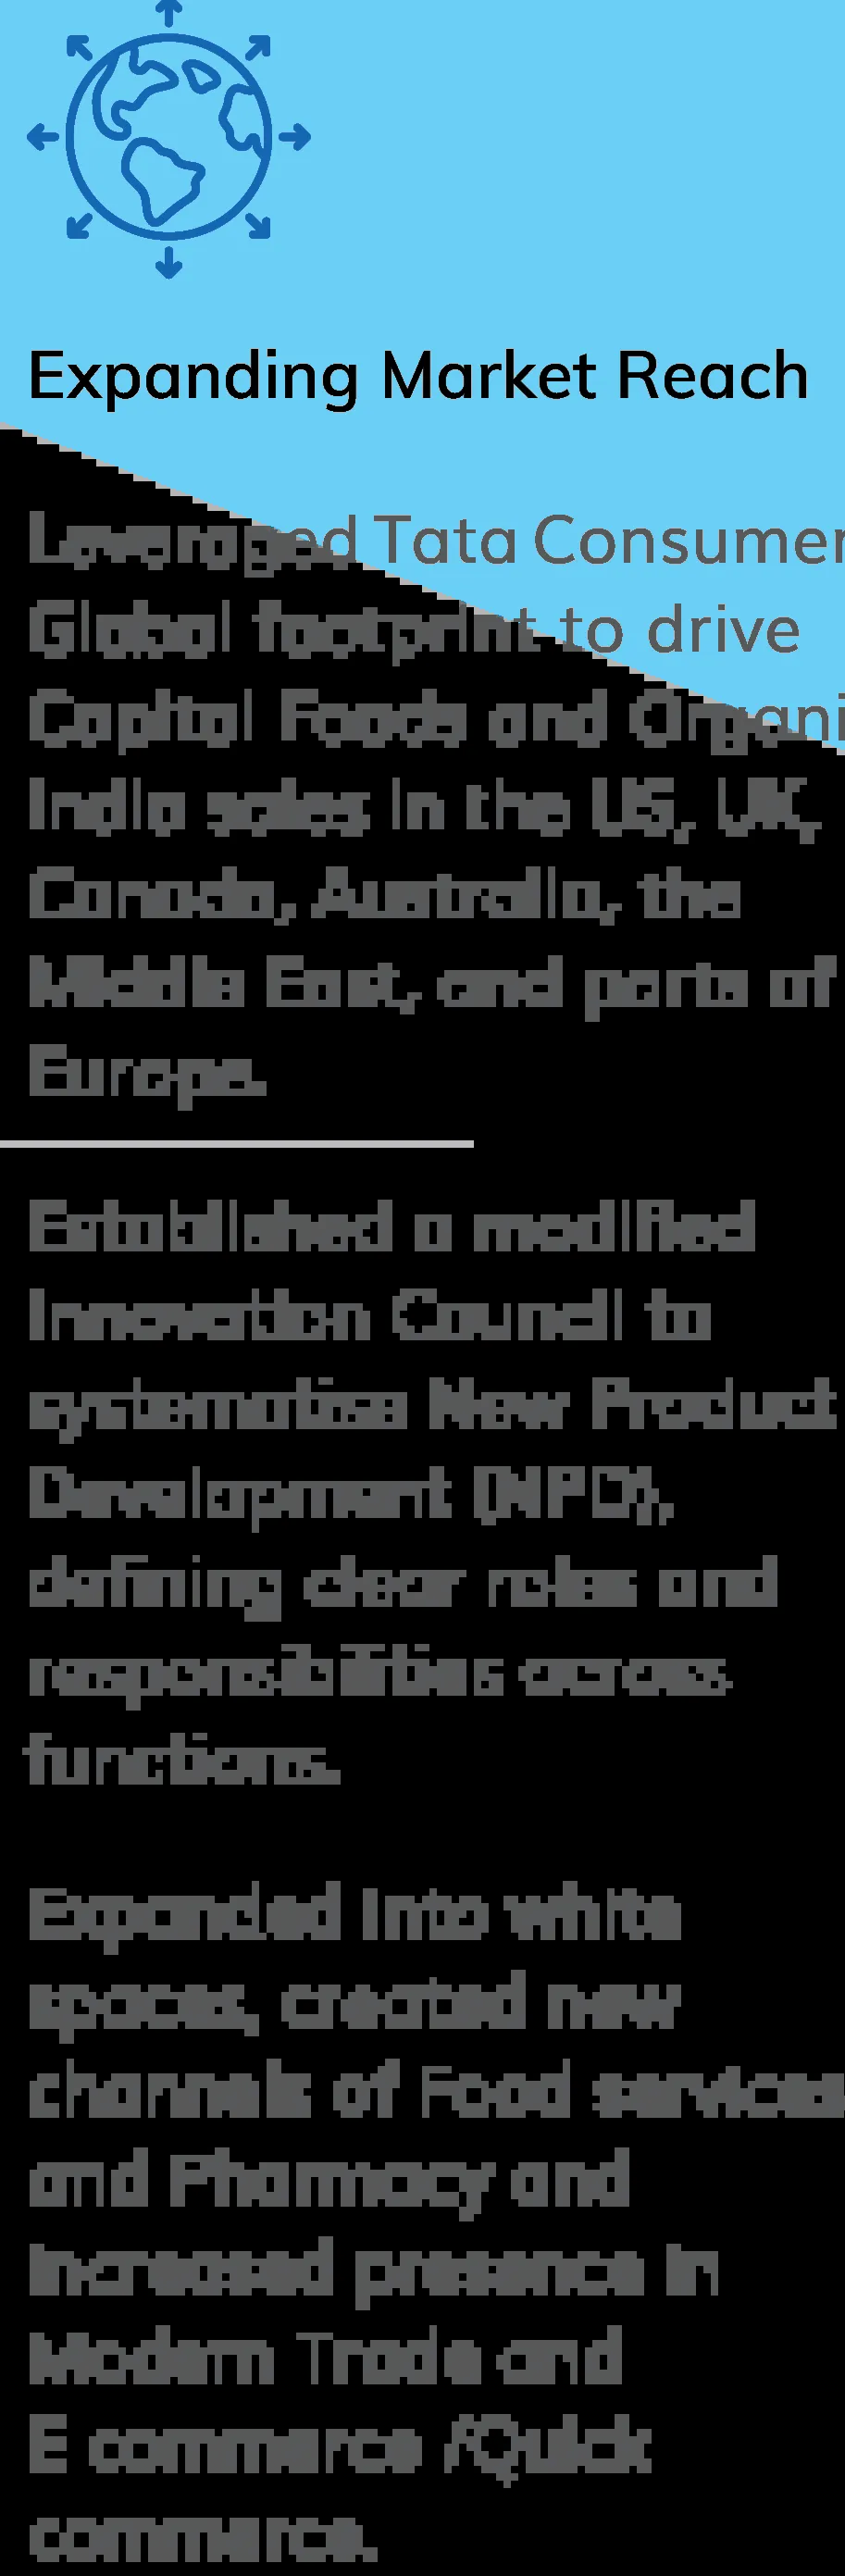 Expanding Market Reach
Leveraged Tata Consumer
Global footprint to drive
Capital Foods and Organi
India sales in the US, UK,
Canada, Australia, the
Middle East, and parts of
Europe.
Established a modified
Innovation Council to
systematise New Product
Development (NPD),
defining clear roles and
responsibilities across
functions.
Expanded into white
spaces, created new
channels of Food services
and Pharmacy and
increased presence in
Modern Trade and
E commerce /Quick
commerce.